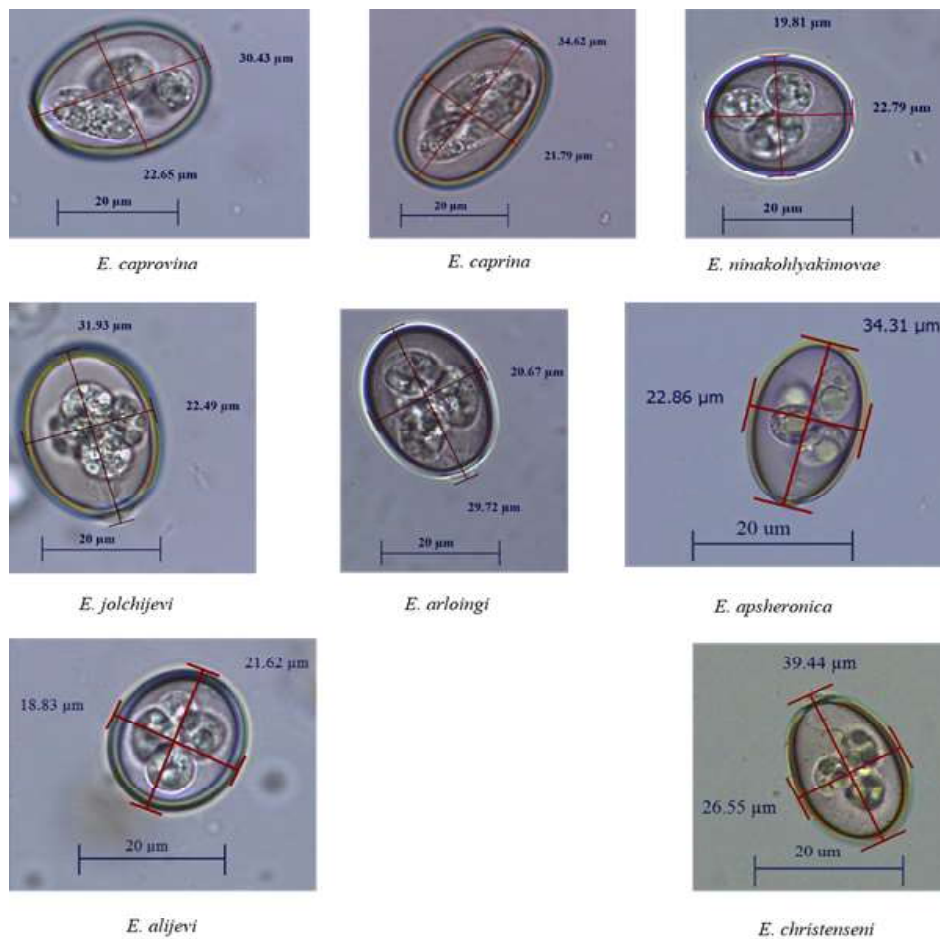 30.43 µm
22.65 µm
20 µm
E. caprovina
34.62 µm
21.79 µm
20 µm
E. caprina
19.81 µm
22.79 µm
20 µm
E. ninakohlyakimovae
31.93 µm
22.49 µm
20 µm
E. jolchijevi
20.67 µm
29.72 µm
20 µm
E. arloingi
34.31 µm
22.86 µm
20 um
E. apsheronica
21.62 µm
18.83 µm
20 µm
E. alijevi
39.44 µm
26.55 µm
20 um
E. christenseni